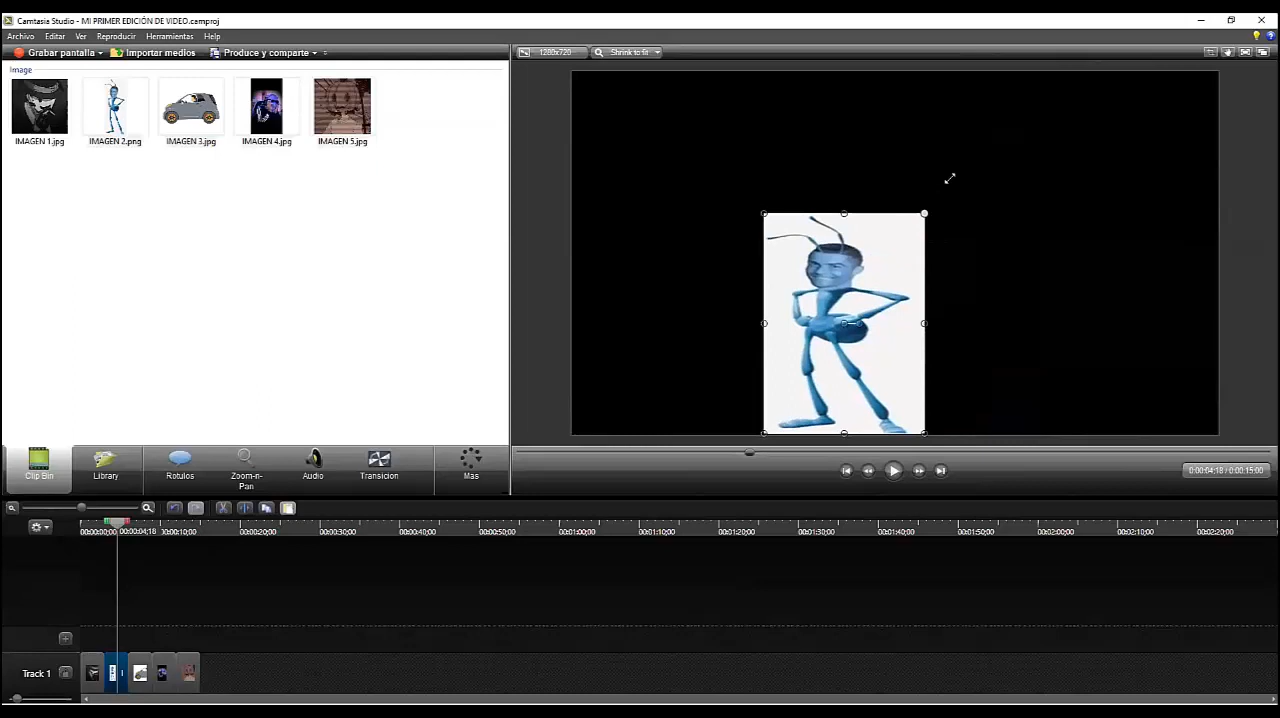 Camtasia Studio - MI PRIMER EDICIÓN DE VIDEO.camproj
Archivo Editar Ver Reproducir Herramientas Help
Grabar pantalla Importar medios Produce y comparte
1280x720 Shrink to fit
Image
IMAGEN 1.jpg IMAGEN 2.png IMAGEN 3.jpg IMAGEN 4.jpg IMAGEN 5.jpg
Clip Bin Library Rotulos Zoom-n-Pan Audio Transicion Mas
0:00:04;18 / 0:00:15:00
00:00:00;00 00:00:04;18 00:00:10;00 00:00:20;00 00:00:30;00 00:00:40;00 00:00:50;00 00:01:00;00 00:01:10;00 00:01:20;00 00:01:30;00 00:01:40;00 00:01:50;00 00:02:00;00 00:02:10;00 00:02:20;00
Track 1